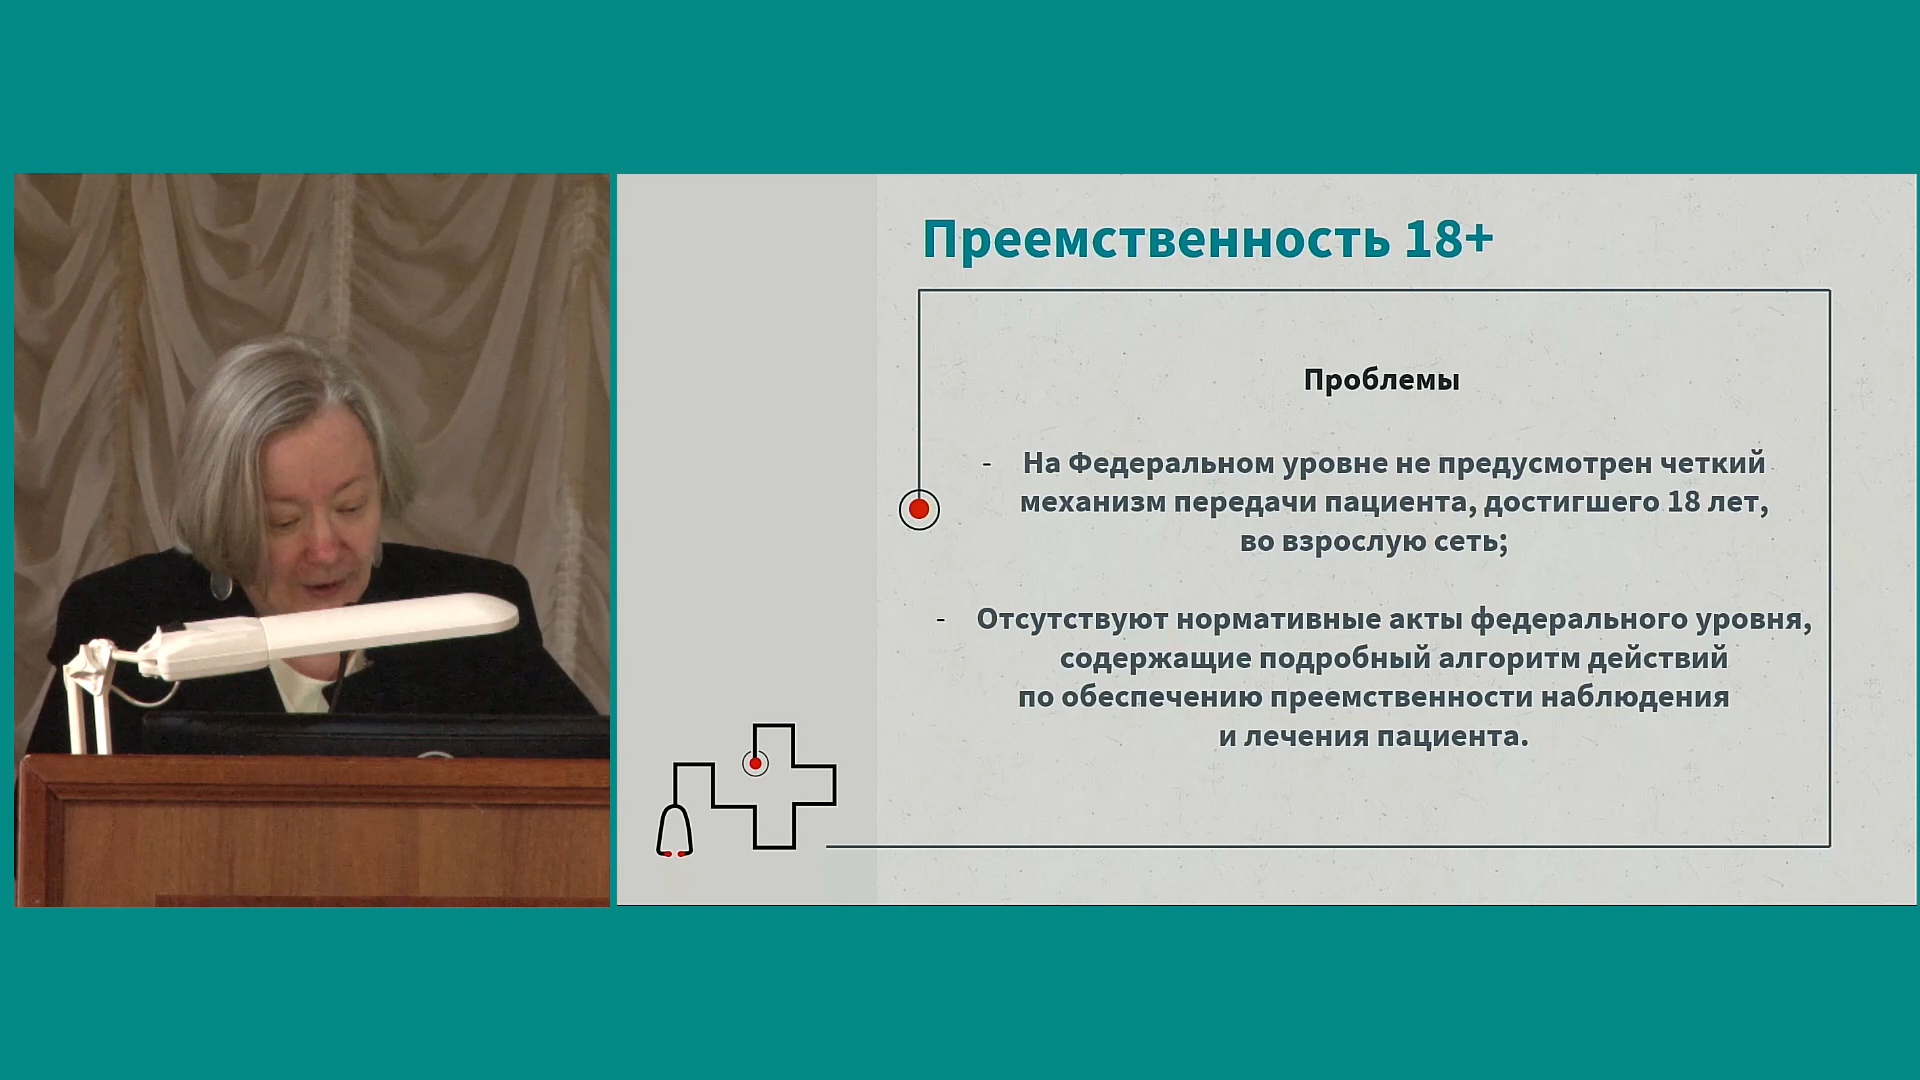 Преемственность 18+
Проблемы
- На Федеральном уровне не предусмотрен четкий
механизм передачи пациента, достигшего 18 лет,
во взрослую сеть;
- Отсутствуют нормативные акты федерального уровня,
содержащие подробный алгоритм действий
по обеспечению преемственности наблюдения
и лечения пациента.